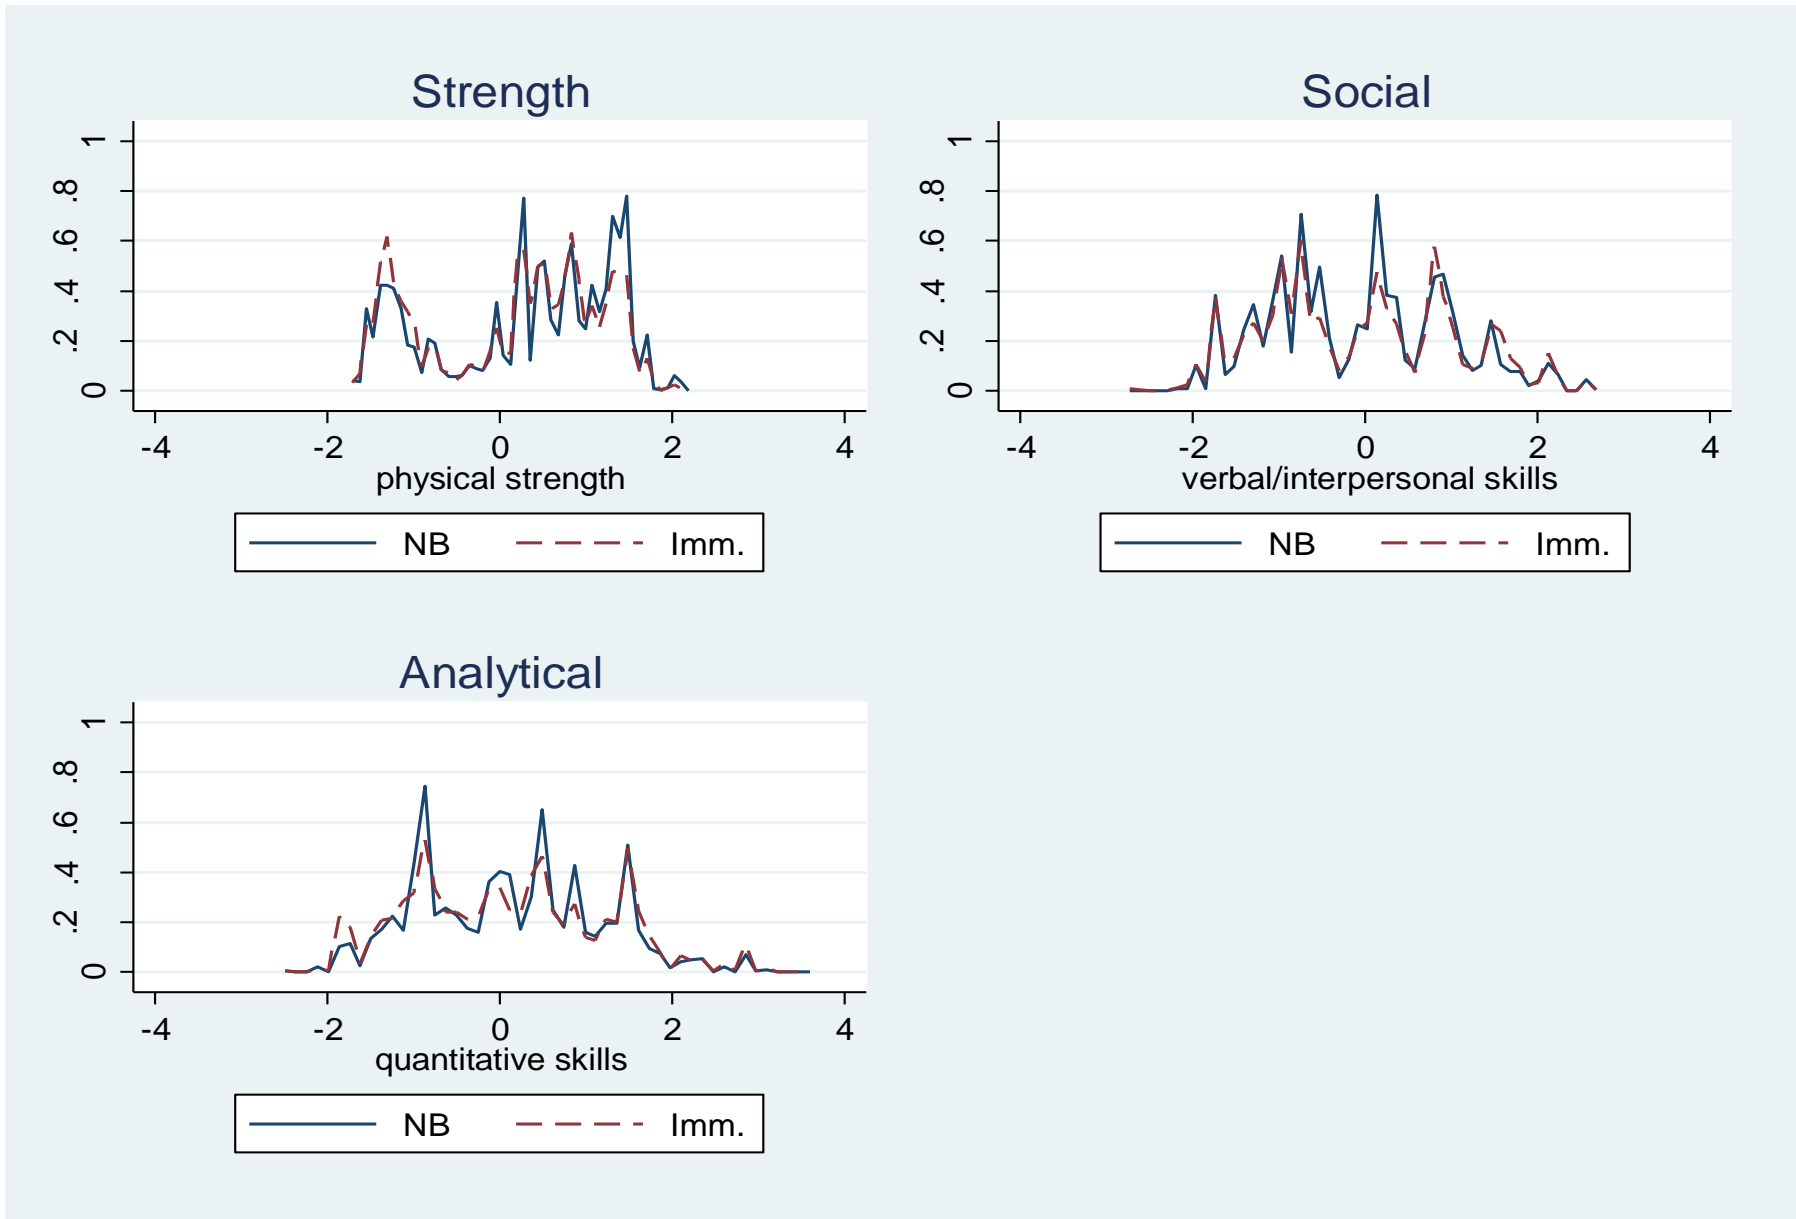 Strength
1
.8
.6
.4
.2
0
-4 -2 0 2 4
physical strength
NB Imm.
Social
1
.8
.6
.4
.2
0
-4 -2 0 2 4
verbal/interpersonal skills
NB Imm.
Analytical
1
.8
.6
.4
.2
0
-4 -2 0 2 4
quantitative skills
NB Imm.